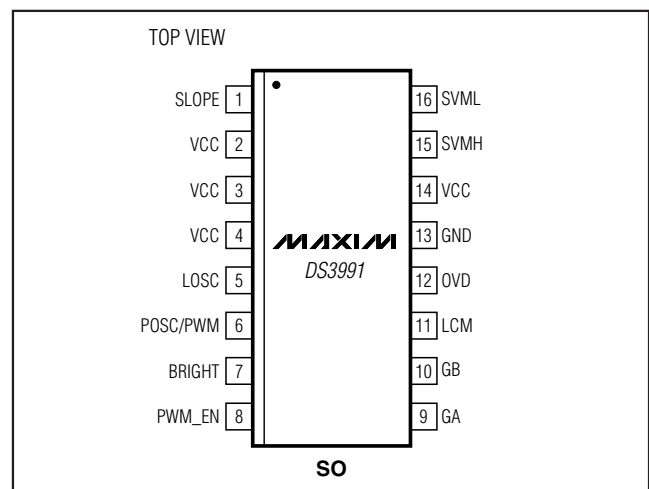 TOP VIEW
SLOPE 1
VCC 2
VCC 3
VCC 4
LOSC 5
POSC/PWM 6
BRIGHT 7
PWM_EN 8
MAXIM
DS3991
16 SVML
15 SVMH
14 VCC
13 GND
12 OVD
11 LCM
10 GB
9 GA
SO